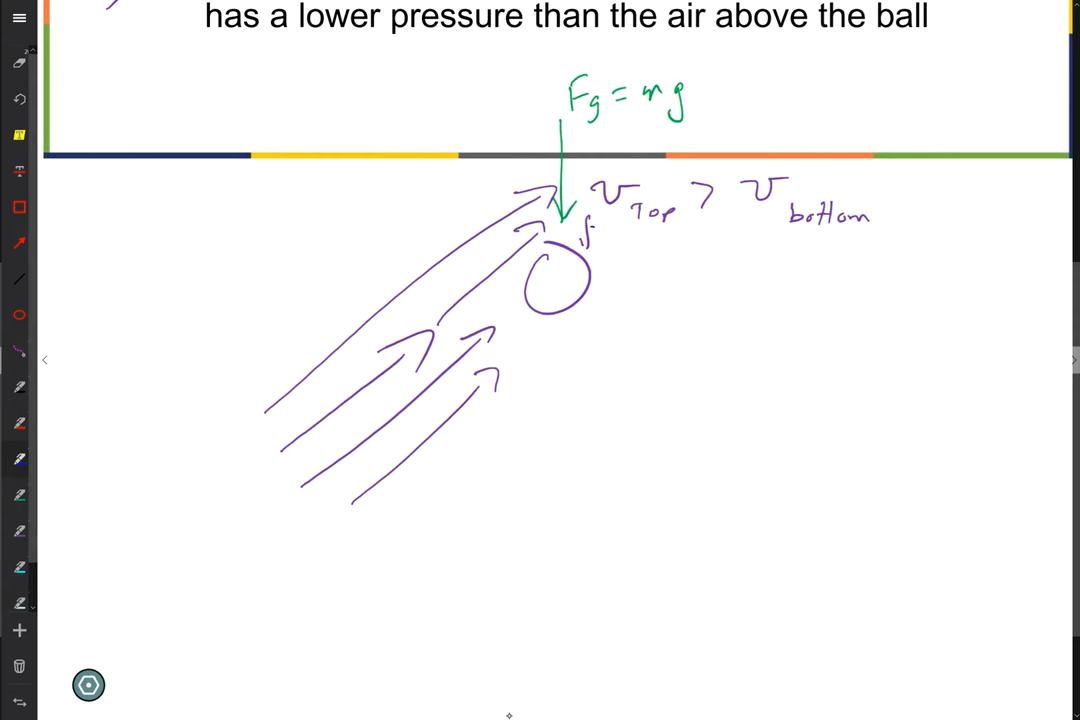 has a lower pressure than the air above the ball
Fg = mg
v Top > v bottom